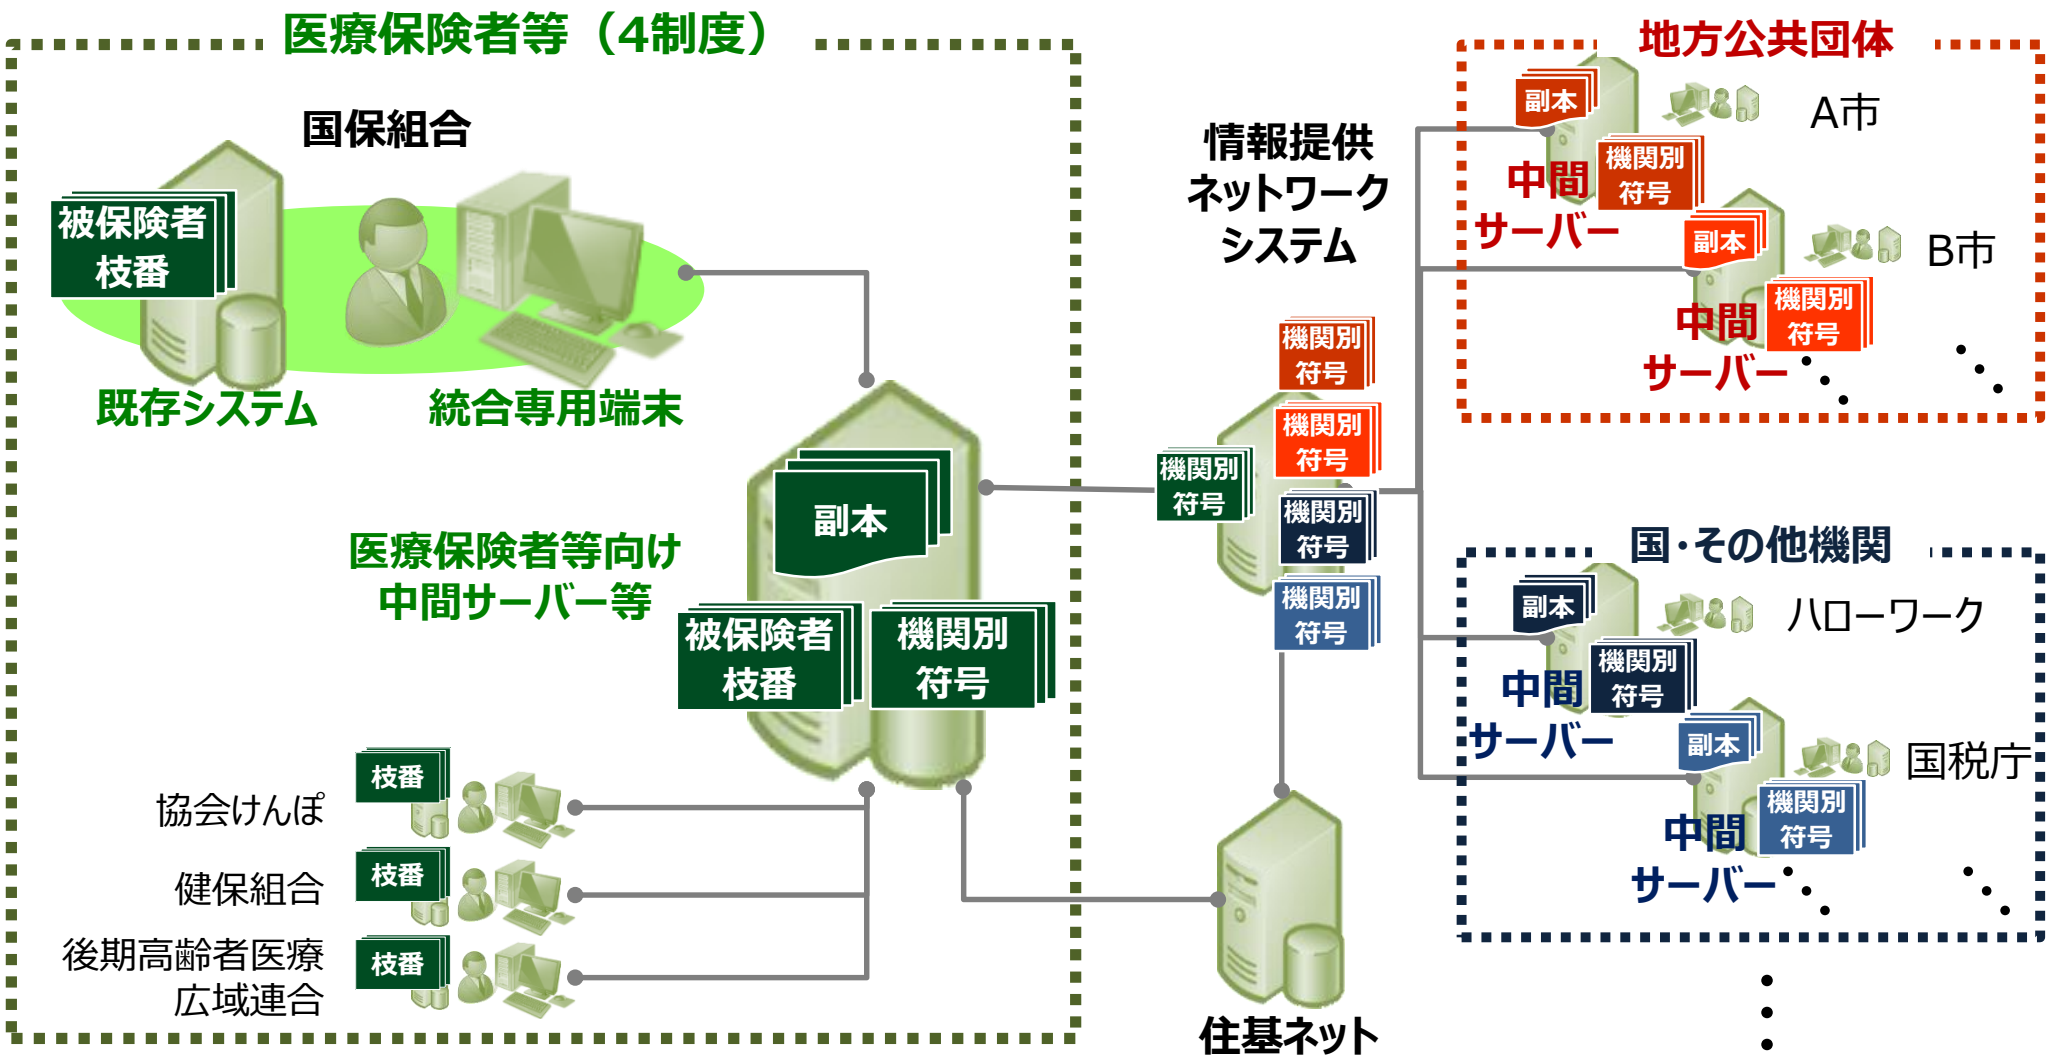 医療保険者等（4制度）
国保組合
被保険者
枝番
既存システム
統合専用端末
副本
医療保険者等向け
中間サーバー等
被保険者
枝番
機関別
符号
協会けんぽ
枝番
健保組合
枝番
後期高齢者医療
広域連合
枝番
情報提供
ネットワーク
システム
機関別
符号
機関別
符号
機関別
符号
機関別
符号
機関別
符号
住基ネット
地方公共団体
副本
A市
機関別
符号
中間
サーバー
副本
B市
機関別
符号
中間
サーバー
国・その他機関
副本
ハローワーク
機関別
符号
中間
サーバー
副本
国税庁
機関別
符号
中間
サーバー